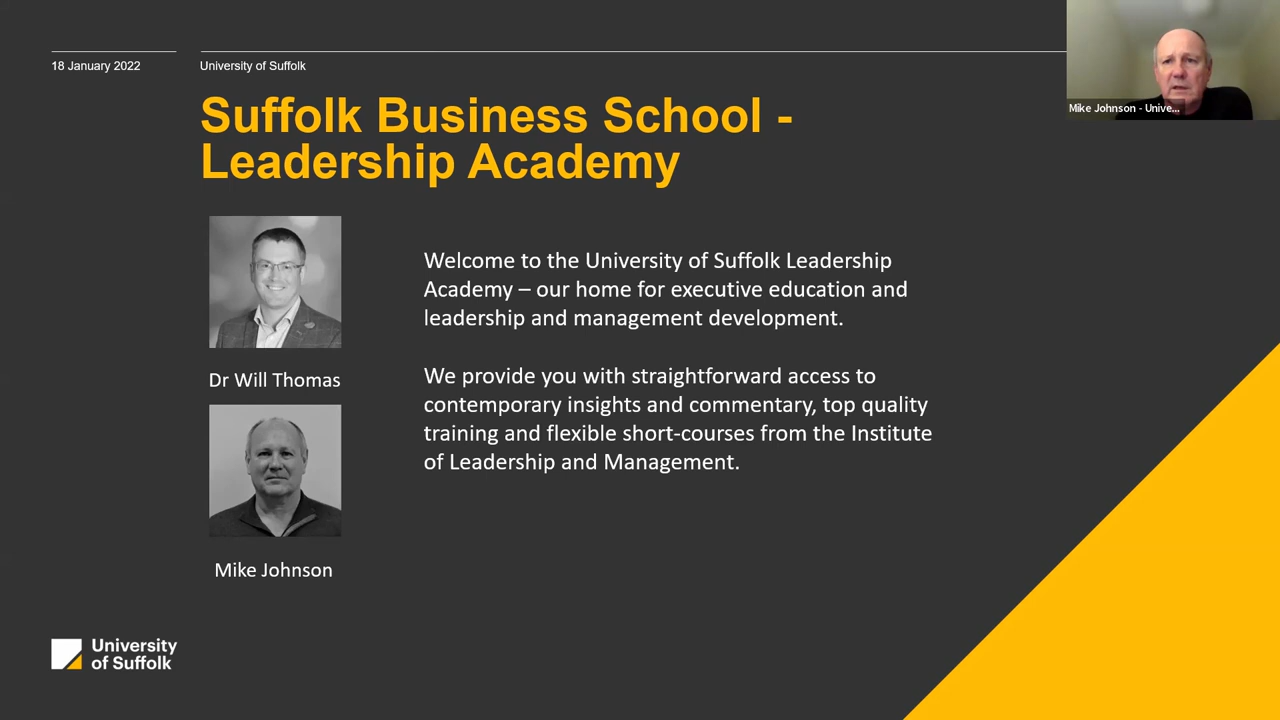 18 January 2022
University of Suffolk
Mike Johnson - Unive...
Suffolk Business School -
Leadership Academy
Welcome to the University of Suffolk Leadership
Academy – our home for executive education and
leadership and management development.
We provide you with straightforward access to
contemporary insights and commentary, top quality
training and flexible short-courses from the Institute
of Leadership and Management.
Dr Will Thomas
Mike Johnson
University
of Suffolk